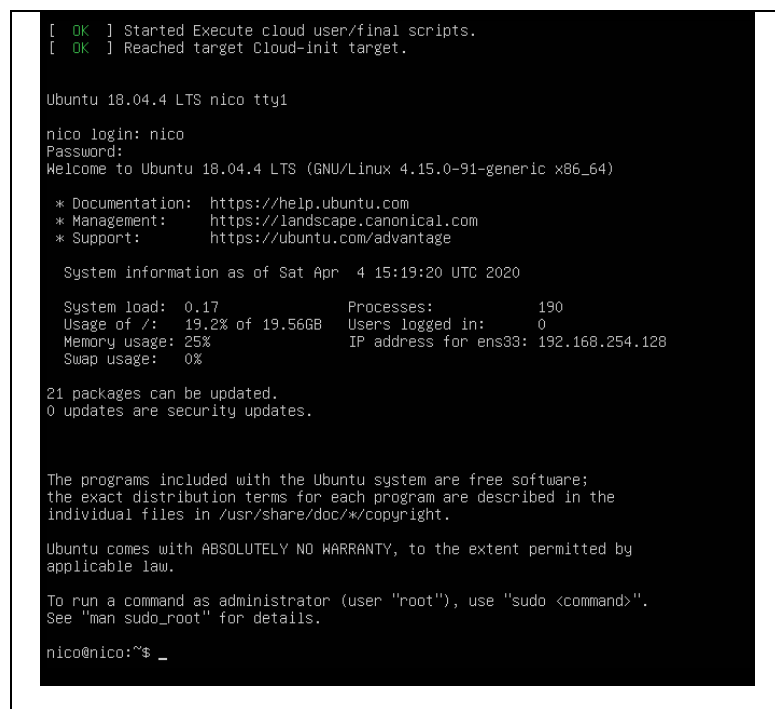 [  OK  ] Started Execute cloud user/final scripts.
[  OK  ] Reached target Cloud-init target.
Ubuntu 18.04.4 LTS nico tty1
nico login: nico
Password:
Welcome to Ubuntu 18.04.4 LTS (GNU/Linux 4.15.0-91-generic x86_64)
* Documentation:  https://help.ubuntu.com
* Management:     https://landscape.canonical.com
* Support:        https://ubuntu.com/advantage
System information as of Sat Apr  4 15:19:20 UTC 2020
System load:  0.17               Processes:            190
Usage of /:   19.2% of 19.56GB   Users logged in:      0
Memory usage: 25%                IP address for ens33: 192.168.254.128
Swap usage:   0%
21 packages can be updated.
0 updates are security updates.
The programs included with the Ubuntu system are free software;
the exact distribution terms for each program are described in the
individual files in /usr/share/doc/*/copyright.
Ubuntu comes with ABSOLUTELY NO WARRANTY, to the extent permitted by
applicable law.
To run a command as administrator (user "root"), use "sudo <command>".
See "man sudo_root" for details.
nico@nico:~$ _